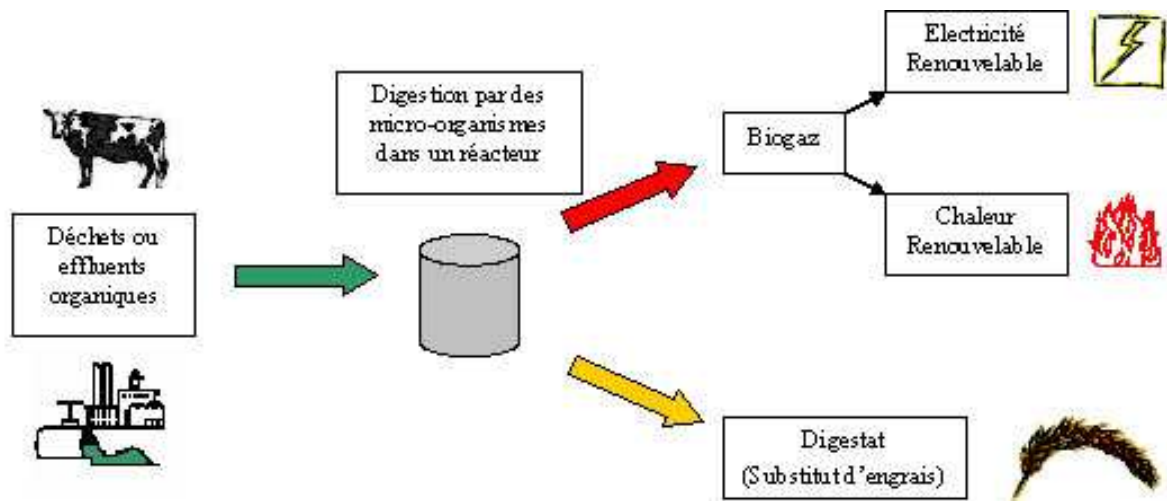 Déchets ou
effluents
organiques
Digestion par des
micro-organismes
dans un réacteur
Biogaz
Electricité
Renouvelable
Chaleur
Renouvelable
Digestat
(Substitut d'engrais)